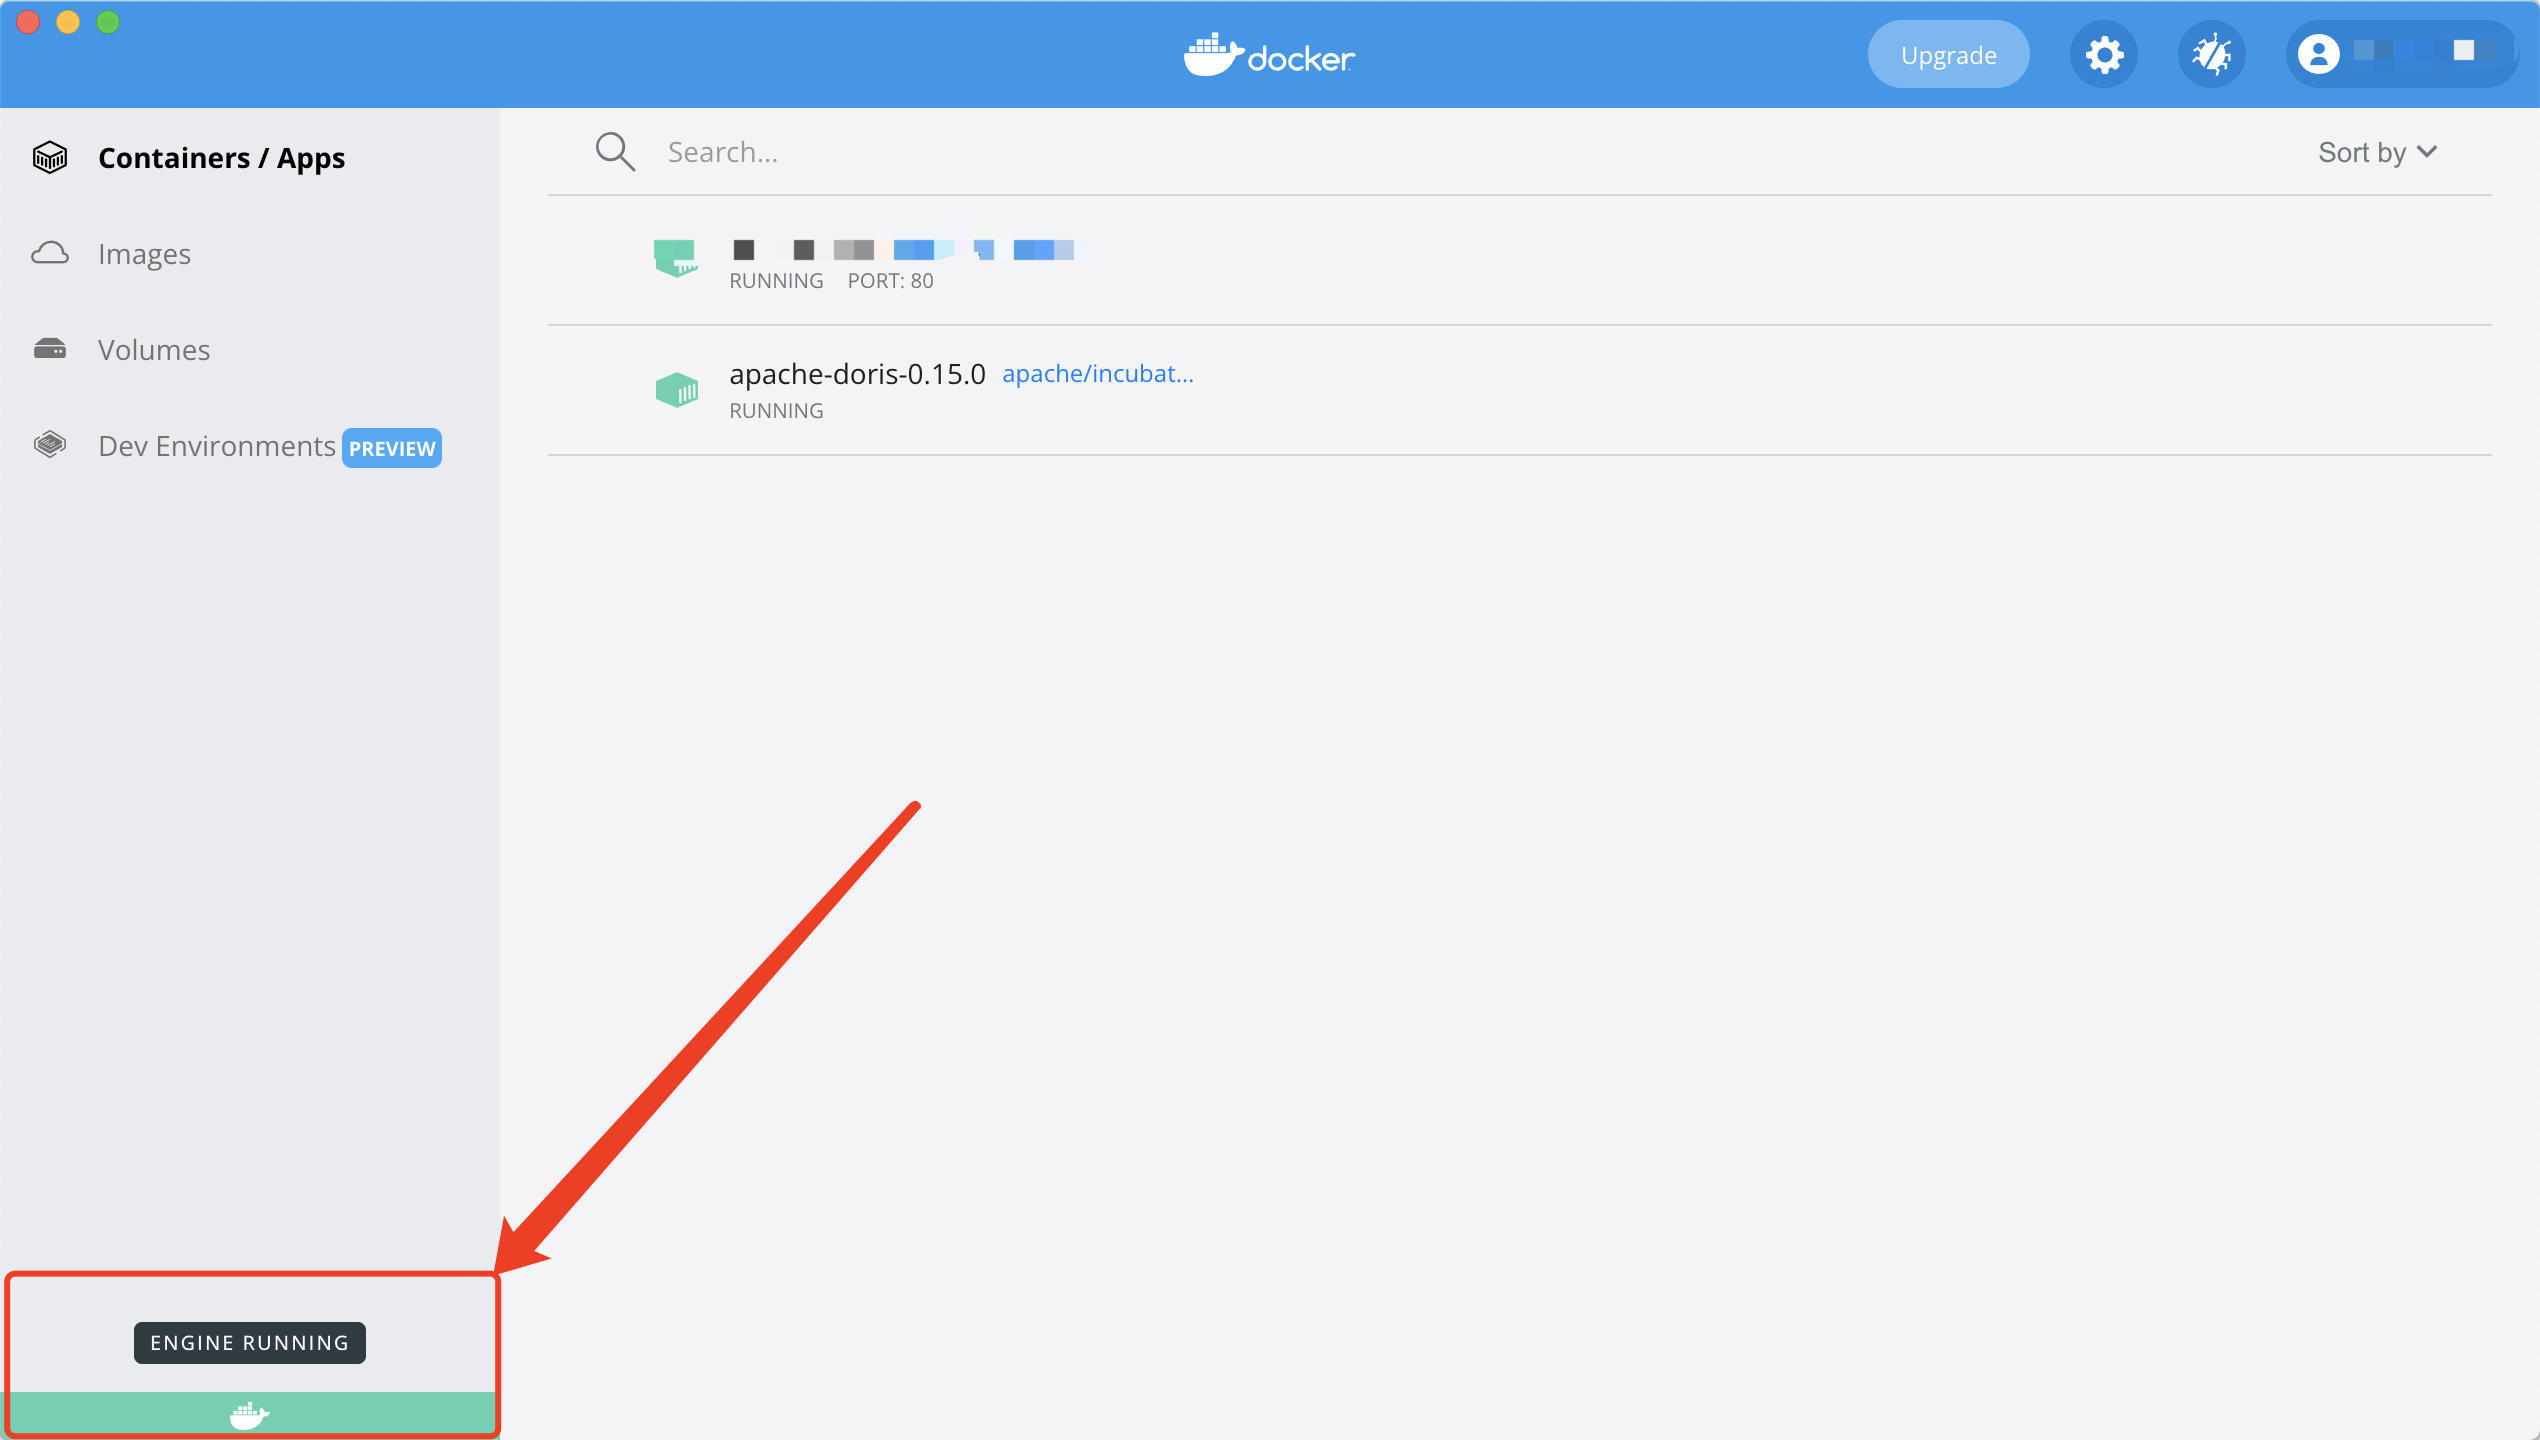 docker
Upgrade
Containers / Apps
Search...
Sort by
Images
RUNNING PORT: 80
Volumes
apache-doris-0.15.0 apache/incubat...
RUNNING
Dev Environments PREVIEW
ENGINE RUNNING